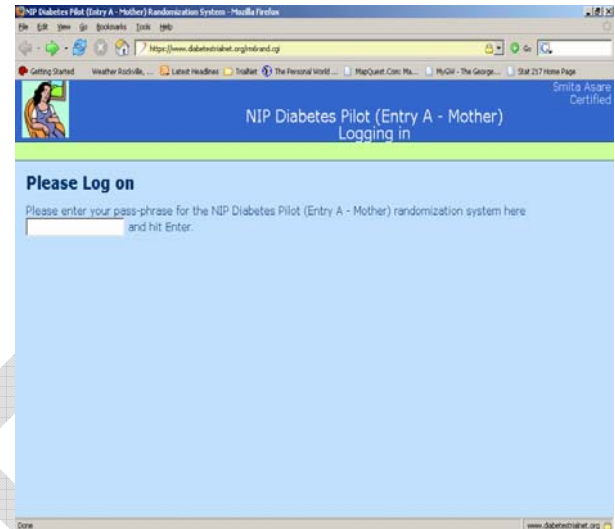 NIP Diabetes Pilot (Entry A - Mother) Randomization System - Mozilla Firefox
File Edit View Go Bookmarks Tools Help
https://www.diabetestrialnet.org/
Go
Getting Started Weather Rockville, ... Latest Headlines TrialNet The Personal World ... MapQuest.Com: Ma... MyGW - The George... Stat 217 Home Page
Smita Asare
Certified
NIP Diabetes Pilot (Entry A - Mother)
Logging in
Please Log on
Please enter your pass-phrase for the NIP Diabetes Pilot (Entry A - Mother) randomization system here
and hit Enter.
Done www.diabetestrialnet.org